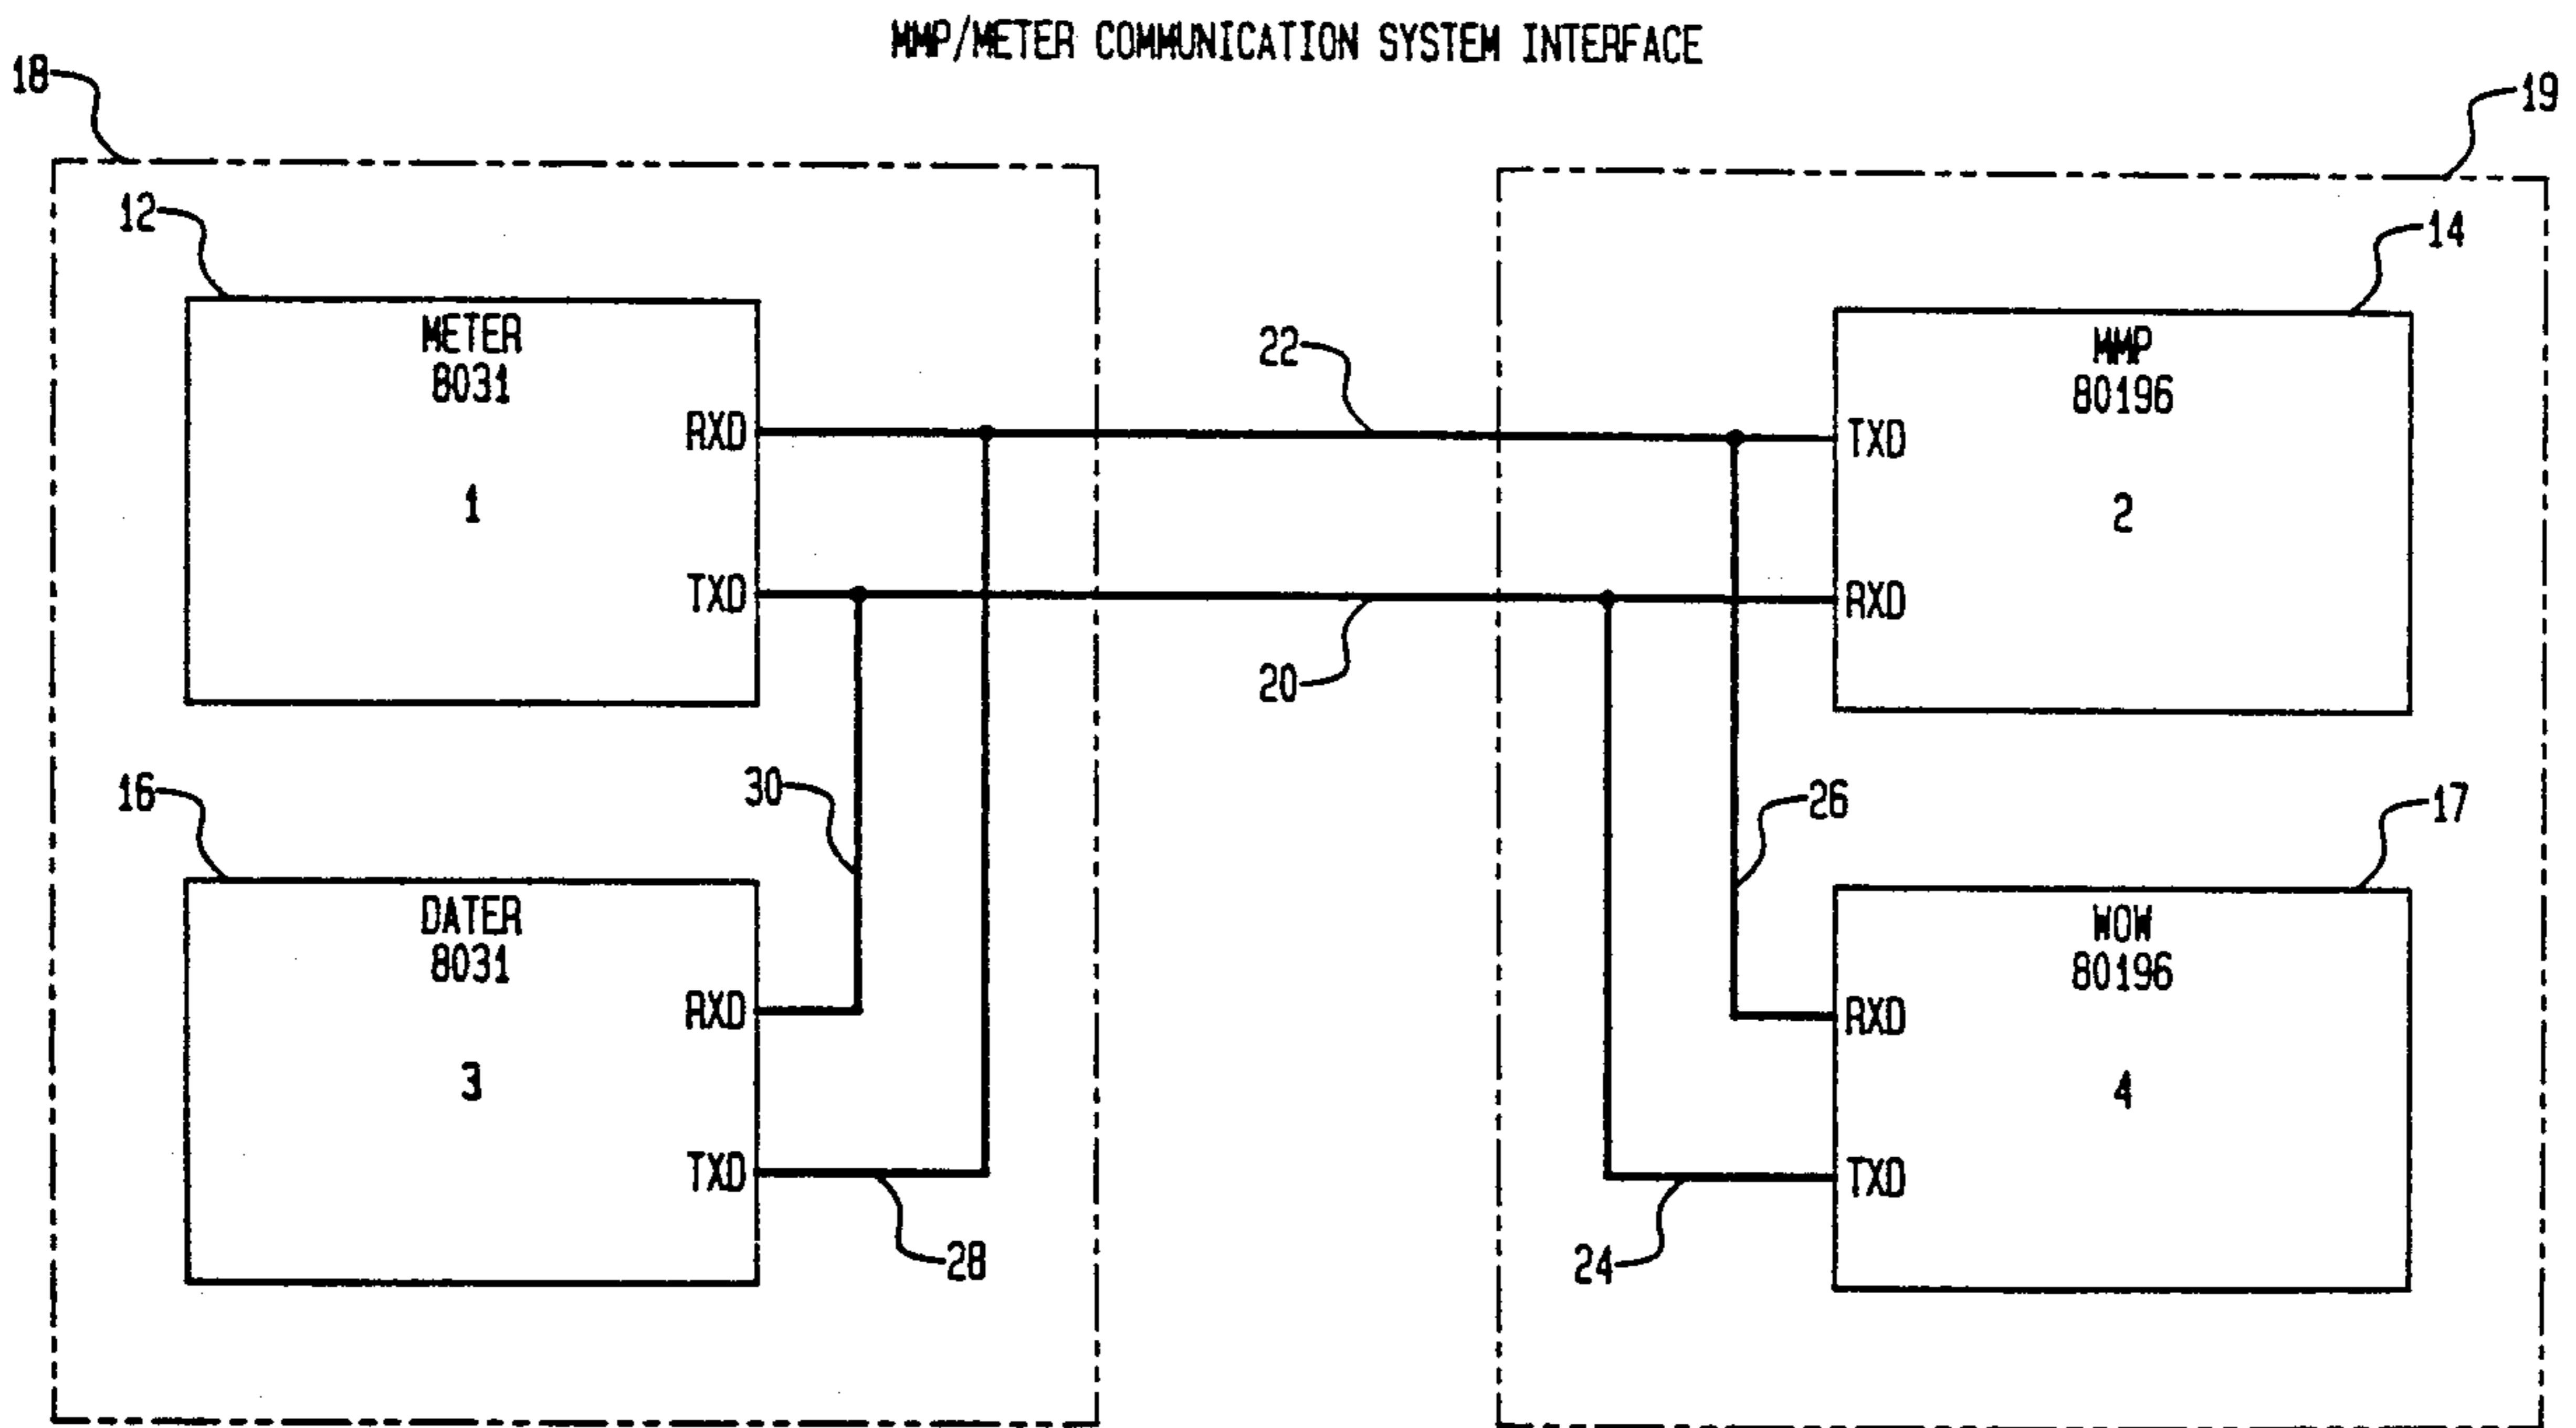 MMP/METER COMMUNICATION SYSTEM INTERFACE
18
19
12
14
METER
8031
RXD
1
TXD
22
20
MMP
80196
TXD
2
RXD
16
30
26
17
DATER
8031
RXD
3
TXD
28
WOW
80196
RXD
4
TXD
24